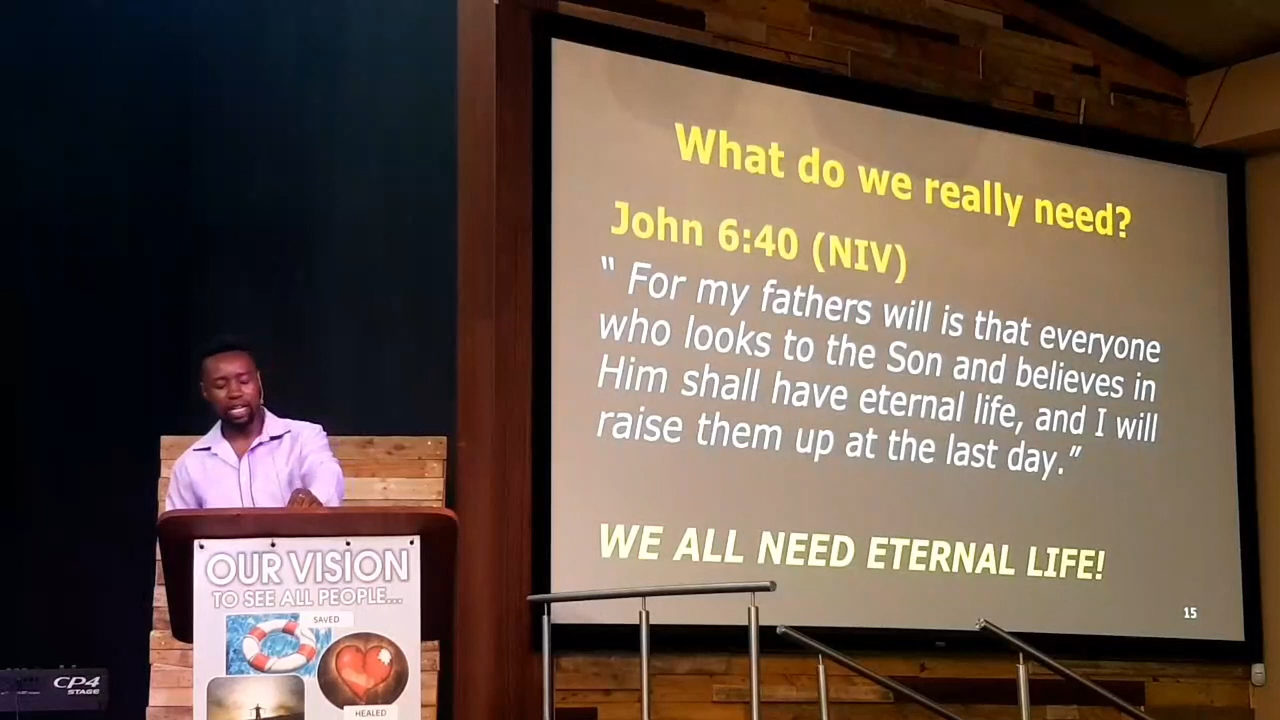 What do we really need?
John 6:40 (NIV)
“ For my fathers will is that everyone
who looks to the Son and believes in
Him shall have eternal life, and I will
raise them up at the last day.”
WE ALL NEED ETERNAL LIFE!
15
OUR VISION
TO SEE ALL PEOPLE...
SAVED
HEALED
CP4
STAGE